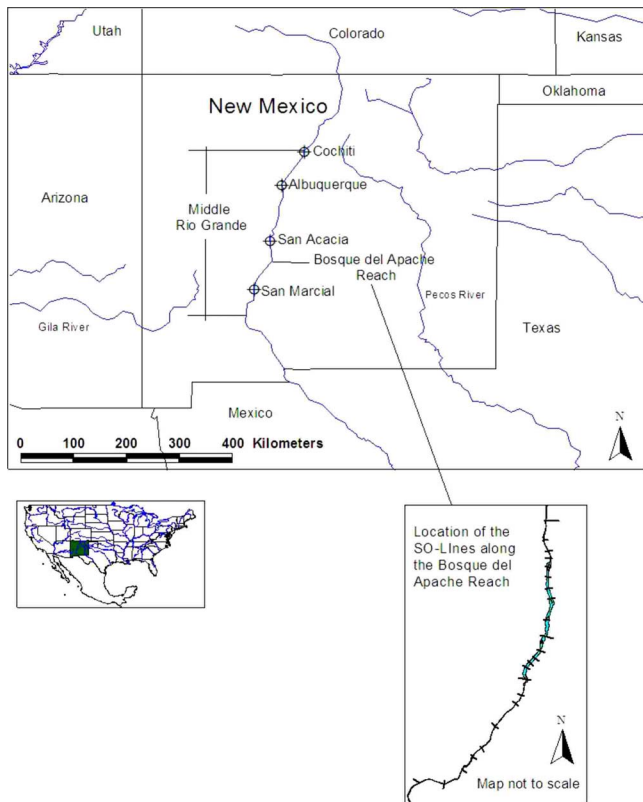 Utah
Colorado
Kansas
Oklahoma
New Mexico
Cochiti
Albuquerque
Arizona
Middle
Rio Grande
San Acacia
Bosque del Apache
Reach
San Marcial
Pecos River
Gila River
Texas
Mexico
N
0 100 200 300 400 Kilometers
Location of the
SO-LInes along
the Bosque del
Apache Reach
N
Map not to scale